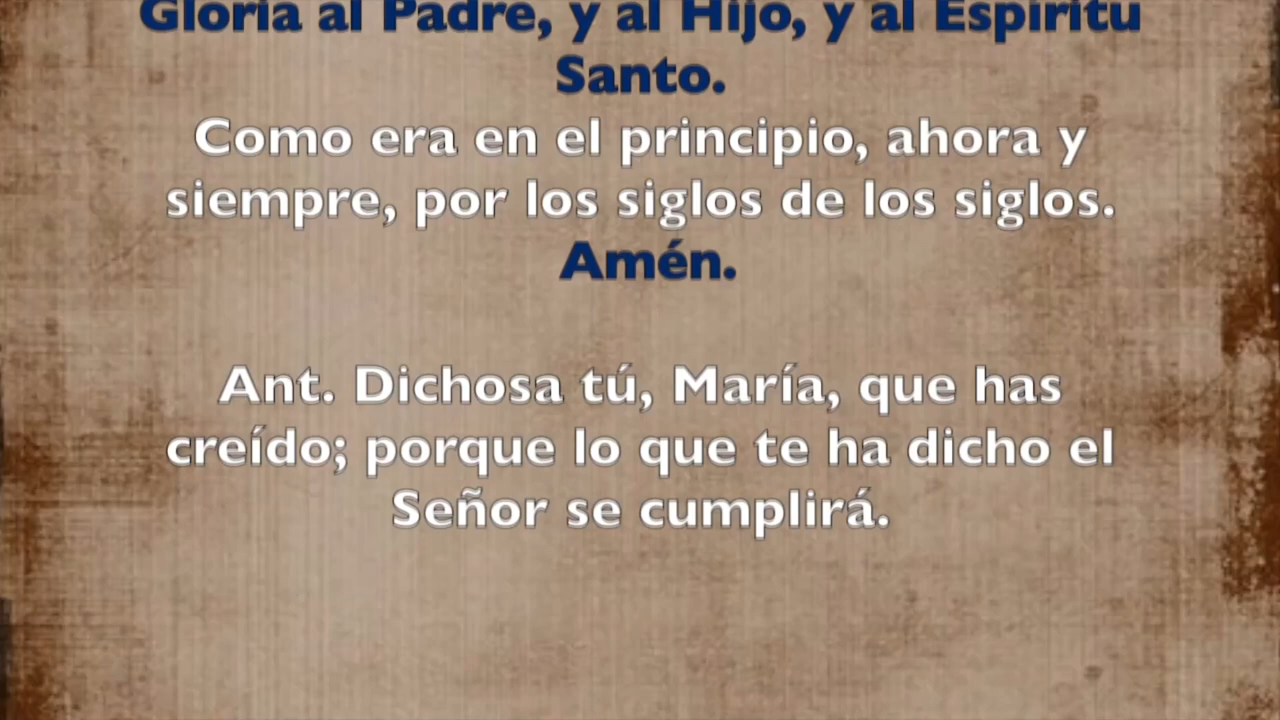 Gloria al Padre, y al Hijo, y al Espíritu
Santo.
Como era en el principio, ahora y
siempre, por los siglos de los siglos.
Amén.
Ant. Dichosa tú, María, que has
creído; porque lo que te ha dicho el
Señor se cumplirá.